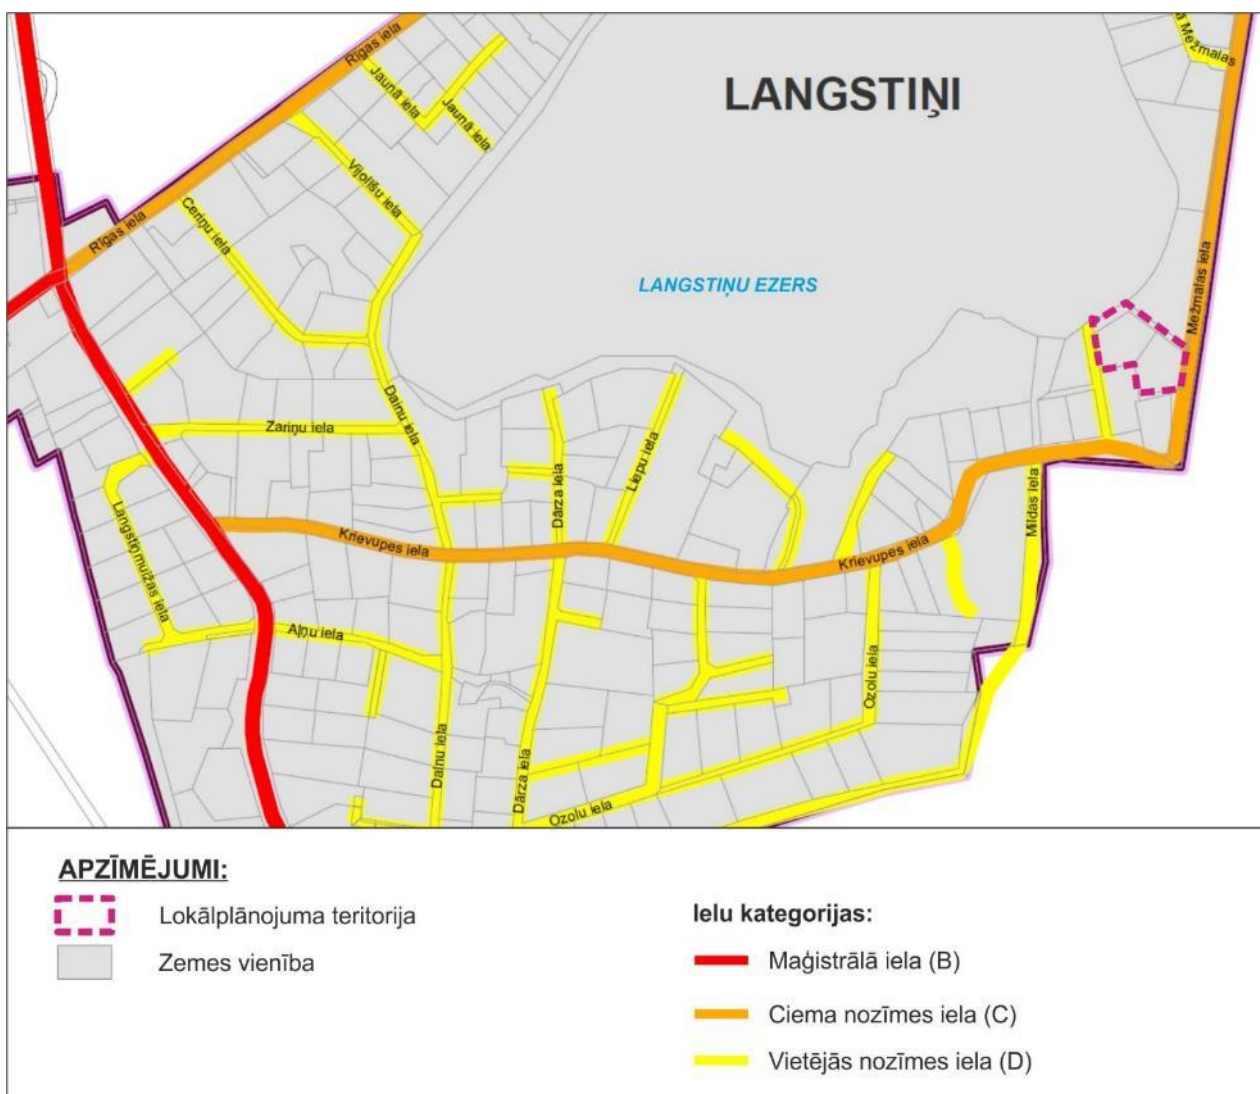 Rīgas iela
ā Mežmalas
Jaunā iela
LANGSTIŅI
Jaunā iela
Vijolīšu iela
Ceriņu iela
Rīgas iela
LANGSTIŅU EZERS
Mežmalas iela
Dainu iela
Zariņu iela
Liepu iela
Dārza iela
Mildas iela
Langstiņmuižas iela
Krievupes iela
Krievupes iela
Alņu iela
Ozolu iela
Dainu iela
Dārza iela
Ozolu iela
APZĪMĒJUMI:
Lokālplānojuma teritorija
Zemes vienība
Ielu kategorijas:
Maģistrālā iela (B)
Ciema nozīmes iela (C)
Vietējās nozīmes iela (D)